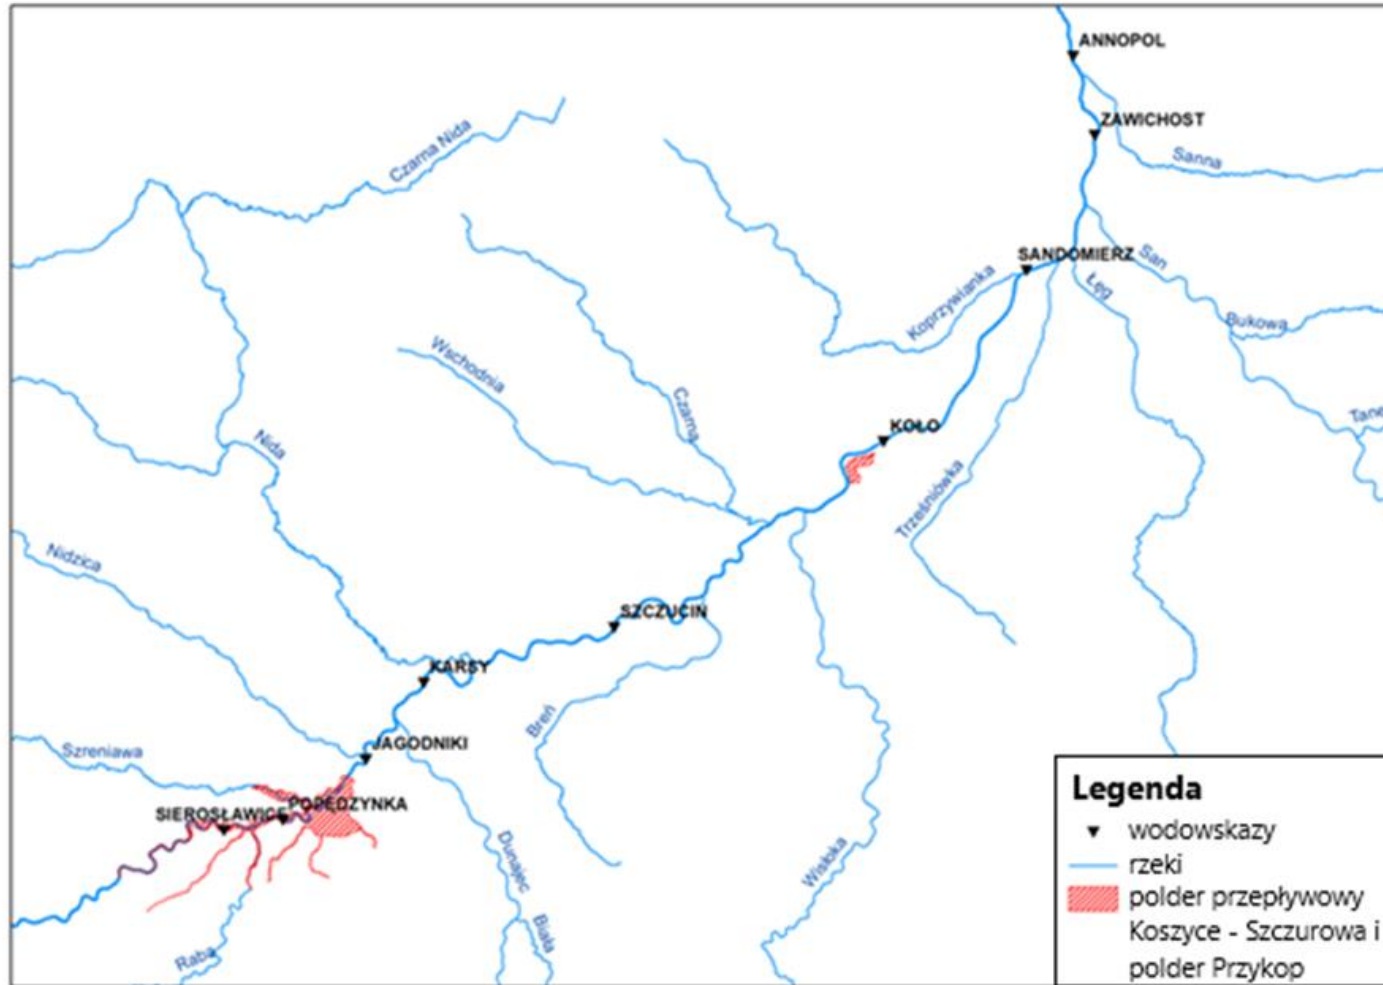 ANNOPOL
ZAWICHOST
Czarna Nida
Sanna
SANDOMIERZ
San
Łęg
Koprzywianka
Bukowa
Wschodnia
Czarna
Tane
KOŁO
Nida
Trześniówka
Nidzica
SZCZUCIN
KARSY
Breń
JAGODNIKI
Szreniawa
POPĘDZYNKA
SIEROSŁAWICE
Dunajec
Wisłoka
Biała
Raba
Legenda
wodowskazy
rzeki
polder przepływowy
Koszyce - Szczurowa i
polder Przykop